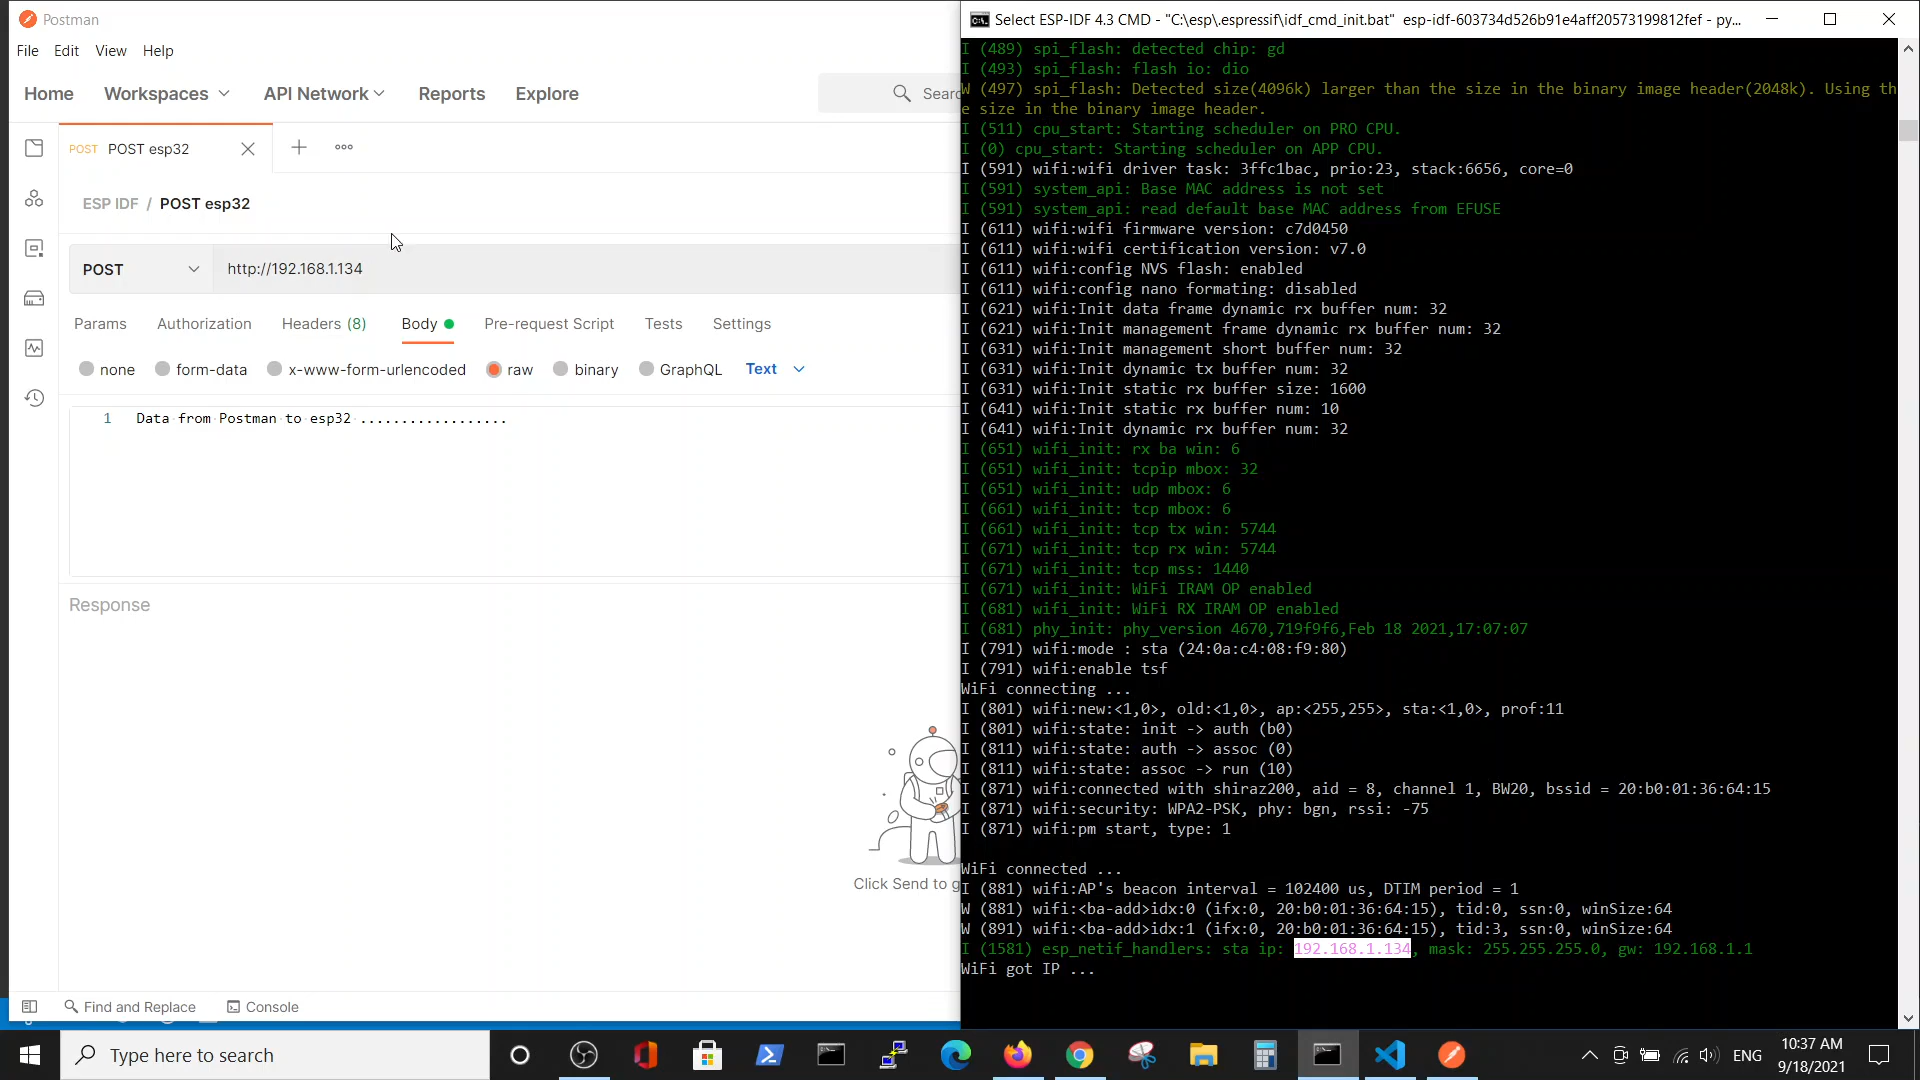 Postman
File Edit View Help
Home Workspaces API Network Reports Explore
Sear
POST POST esp32
ESP IDF / POST esp32
POST http://192.168.1.134
Params Authorization Headers (8) Body Pre-request Script Tests Settings
none form-data x-www-form-urlencoded raw binary GraphQL Text
1 Data from Postman to esp32 ..................
Response
Click Send to g
Find and Replace Console
Select ESP-IDF 4.3 CMD - "C:\esp\.espressif\idf_cmd_init.bat" esp-idf-603734d526b91e4aff20573199812fef - py...
I (489) spi_flash: detected chip: gd
I (493) spi_flash: flash io: dio
W (497) spi_flash: Detected size(4096k) larger than the size in the binary image header(2048k). Using th
e size in the binary image header.
I (511) cpu_start: Starting scheduler on PRO CPU.
I (0) cpu_start: Starting scheduler on APP CPU.
I (591) wifi:wifi driver task: 3ffc1bac, prio:23, stack:6656, core=0
I (591) system_api: Base MAC address is not set
I (591) system_api: read default base MAC address from EFUSE
I (611) wifi:wifi firmware version: c7d0450
I (611) wifi:wifi certification version: v7.0
I (611) wifi:config NVS flash: enabled
I (611) wifi:config nano formating: disabled
I (621) wifi:Init data frame dynamic rx buffer num: 32
I (621) wifi:Init management frame dynamic rx buffer num: 32
I (631) wifi:Init management short buffer num: 32
I (631) wifi:Init dynamic tx buffer num: 32
I (631) wifi:Init static rx buffer size: 1600
I (641) wifi:Init static rx buffer num: 10
I (641) wifi:Init dynamic rx buffer num: 32
I (651) wifi_init: rx ba win: 6
I (651) wifi_init: tcpip mbox: 32
I (651) wifi_init: udp mbox: 6
I (661) wifi_init: tcp mbox: 6
I (661) wifi_init: tcp tx win: 5744
I (671) wifi_init: tcp rx win: 5744
I (671) wifi_init: tcp mss: 1440
I (671) wifi_init: WiFi IRAM OP enabled
I (681) wifi_init: WiFi RX IRAM OP enabled
I (681) phy_init: phy_version 4670,719f9f6,Feb 18 2021,17:07:07
I (791) wifi:mode : sta (24:0a:c4:08:f9:80)
I (791) wifi:enable tsf
WiFi connecting ...
I (801) wifi:new:<1,0>, old:<1,0>, ap:<255,255>, sta:<1,0>, prof:11
I (801) wifi:state: init -> auth (b0)
I (811) wifi:state: auth -> assoc (0)
I (811) wifi:state: assoc -> run (10)
I (871) wifi:connected with shiraz200, aid = 8, channel 1, BW20, bssid = 20:b0:01:36:64:15
I (871) wifi:security: WPA2-PSK, phy: bgn, rssi: -75
I (871) wifi:pm start, type: 1
WiFi connected ...
I (881) wifi:AP's beacon interval = 102400 us, DTIM period = 1
W (881) wifi:<ba-add>idx:0 (ifx:0, 20:b0:01:36:64:15), tid:0, ssn:0, winSize:64
W (891) wifi:<ba-add>idx:1 (ifx:0, 20:b0:01:36:64:15), tid:3, ssn:0, winSize:64
I (1581) esp_netif_handlers: sta ip: 192.168.1.134, mask: 255.255.255.0, gw: 192.168.1.1
WiFi got IP ...
Type here to search
ENG
10:37 AM
9/18/2021